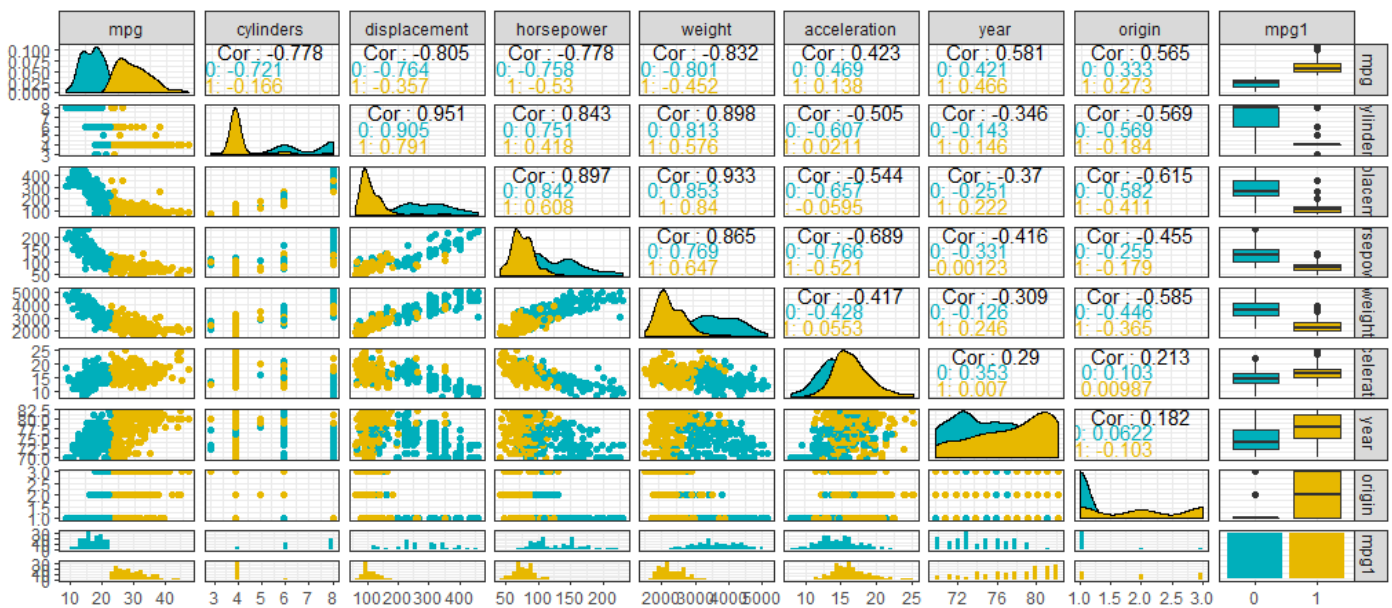 mpg cylinders displacement horsepower weight acceleration year origin mpg1
0.100 Cor : -0.778 Cor : -0.805 Cor : -0.778 Cor : -0.832 Cor : 0.423 Cor : 0.581 Cor : 0.565 mpg
0.075 0: -0.721 0: -0.764 0: -0.758 0: -0.801 0: 0.469 0: 0.421 0: 0.333
0.050
0.025 1: -0.166 1: -0.357 1: -0.53 1: -0.452 1: 0.138 1: 0.466 1: 0.273
0.000
8 Cor : 0.951 Cor : 0.843 Cor : 0.898 Cor : -0.505 Cor : -0.346 Cor : -0.569 ylinder
7 0: 0.905 0: 0.751 0: 0.813 0: -0.607 0: -0.143 0: -0.569
6
5
4 1: 0.791 1: 0.418 1: 0.576 1: 0.0211 1: 0.146 1: -0.184
3
400 Cor : 0.897 Cor : 0.933 Cor : -0.544 Cor : -0.37 Cor : -0.615 placem
300 0: 0.842 0: 0.853 0: -0.657 0: -0.251 0: -0.582
200 1: 0.608 1: 0.84 1: -0.0595 1: 0.222 1: -0.411
100
200 Cor : 0.865 Cor : -0.689 Cor : -0.416 Cor : -0.455 rsepow
150 0: 0.769 0: -0.766 0: -0.331 0: -0.255
100 1: 0.647 1: -0.521 -0.00123 1: -0.179
50
5000 Cor : -0.417 Cor : -0.309 Cor : -0.585 weight
4000 0: -0.428 0: -0.126 0: -0.446
3000 1: 0.0553 1: 0.246 1: -0.365
2000
25 Cor : 0.29 Cor : 0.213 celerat
20 0: 0.353 0: 0.103
15 1: 0.007 0.00987
10
82.5 Cor : 0.182 year
80.0 0: 0.0622
77.5
75.0 1: -0.103
72.5
70.0
3.0 origin
2.5
2.0
1.5
1.0
mpg1
10 20 30 40 3 4 5 6 7 8 100 200 300 400 50 100 150 200 2000 3000 4000 5000 10 15 20 25 72 76 80 1.0 1.5 2.0 2.5 3.0 0 1